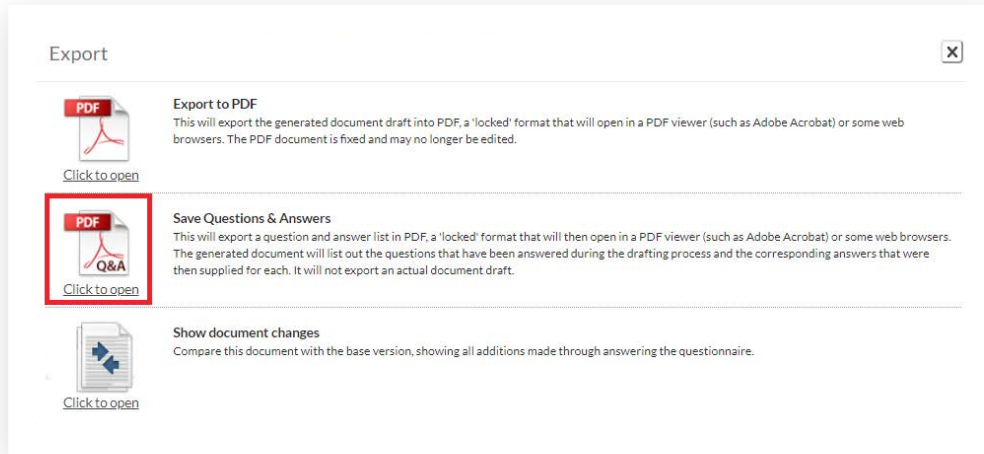 Export
X
PDF
Export to PDF
This will export the generated document draft into PDF, a 'locked' format that will open in a PDF viewer (such as Adobe Acrobat) or some web
browsers. The PDF document is fixed and may no longer be edited.
Click to open
PDF
Q&A
Save Questions & Answers
This will export a question and answer list in PDF, a 'locked' format that will then open in a PDF viewer (such as Adobe Acrobat) or some web browsers.
The generated document will list out the questions that have been answered during the drafting process and the corresponding answers that were
then supplied for each. It will not export an actual document draft.
Click to open
Show document changes
Compare this document with the base version, showing all additions made through answering the questionnaire.
Click to open